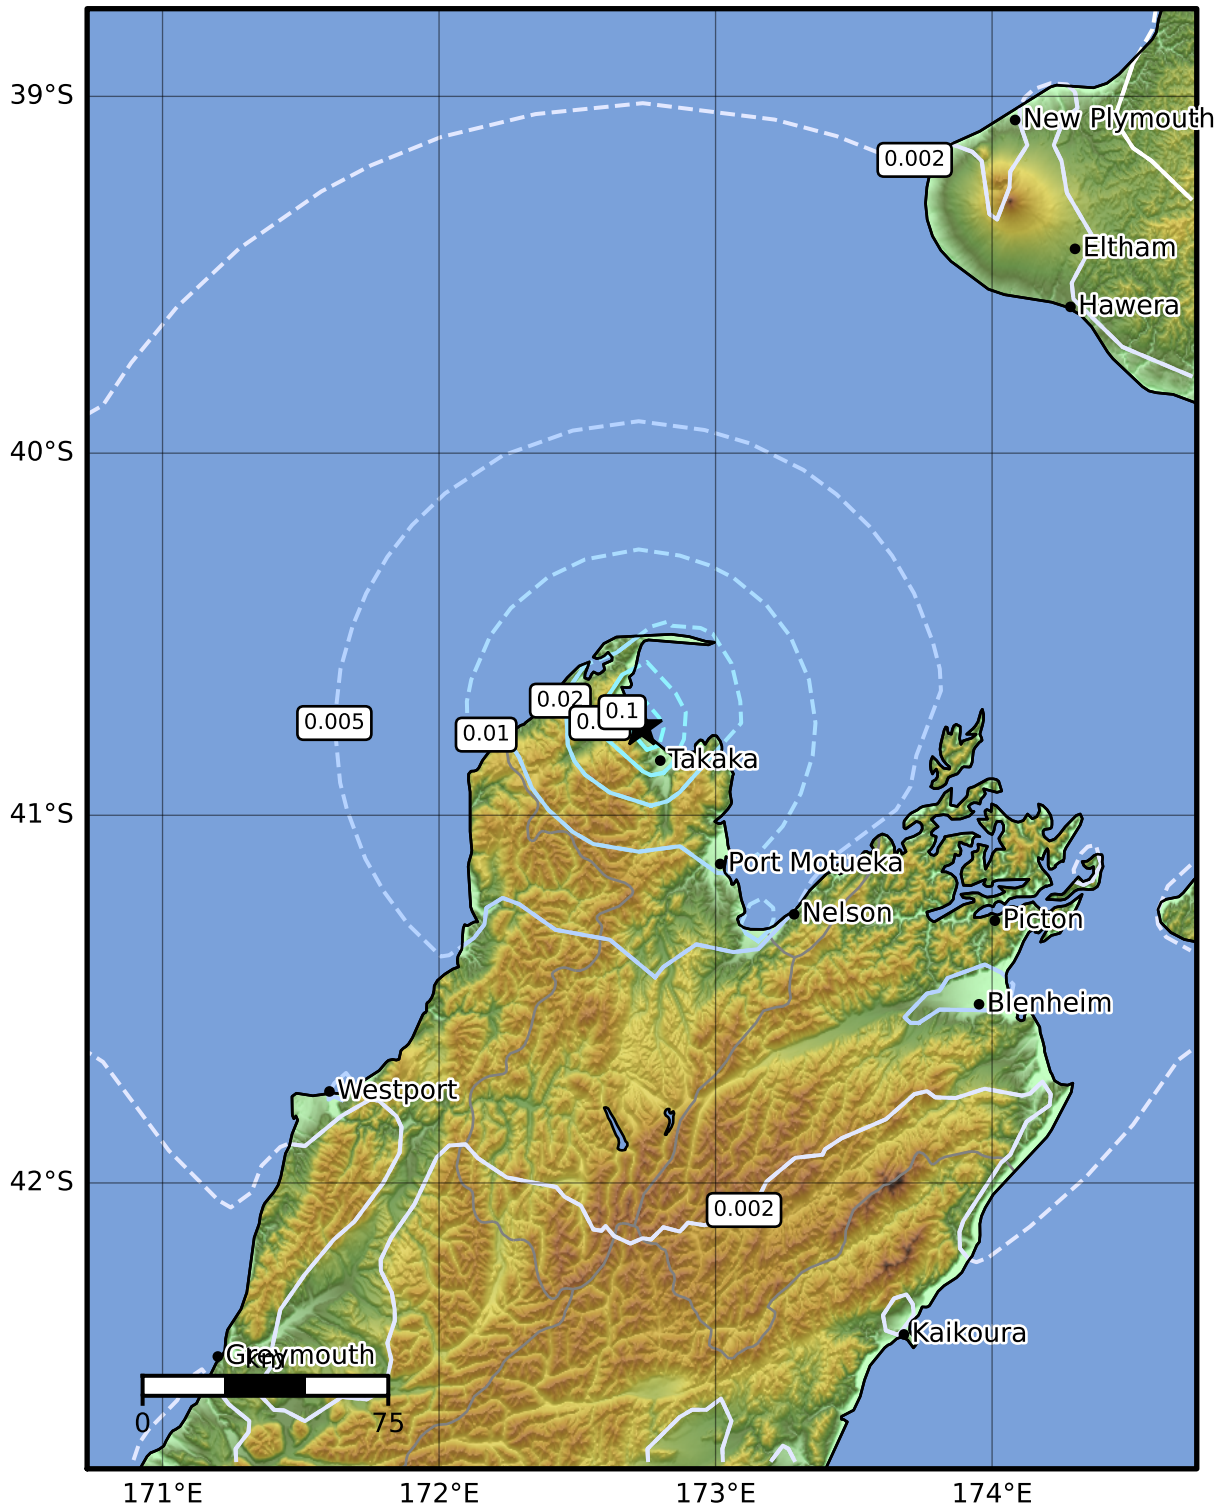 39°S
40°S
41°S
42°S
0.002
New Plymouth
Eltham
Hawera
0.02
0.1
0.005
0.01
Takaka
Port Motueka
Nelson
Picton
Blenheim
Westport
0.002
Kaikoura
Greymouth
km
0
75
171°E
172°E
173°E
174°E